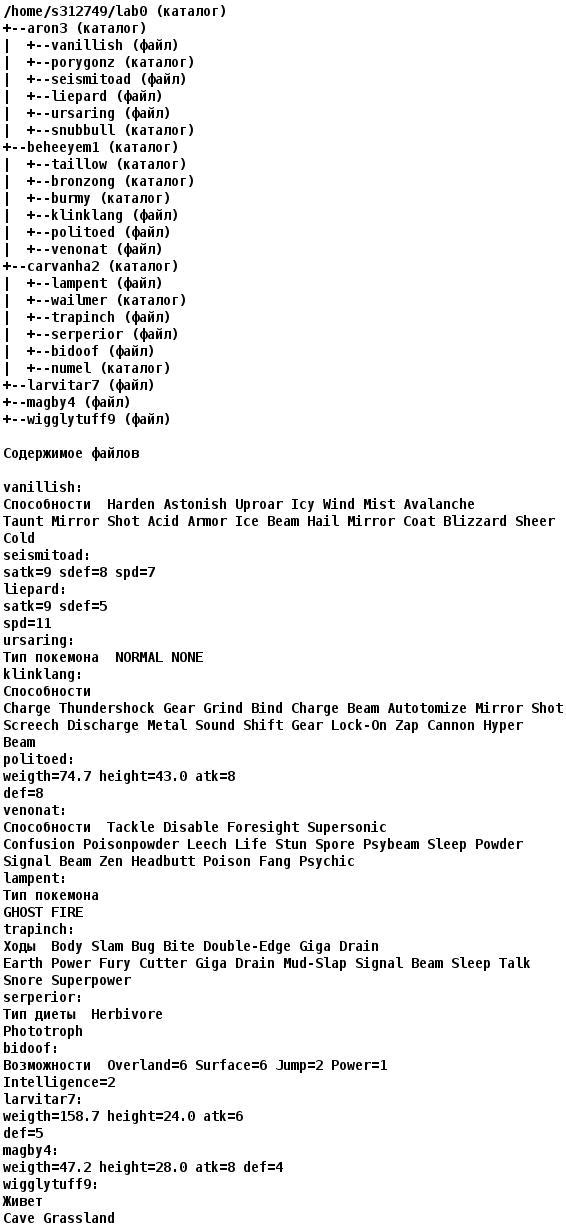 /home/s312749/lab0 (каталог)
+--aron3 (каталог)
|  +--vanillish (файл)
|  +--porygonz (каталог)
|  +--seismitoad (файл)
|  +--liepard (файл)
|  +--ursaring (файл)
|  +--snubbull (каталог)
+--beheeyem1 (каталог)
|  +--taillow (каталог)
|  +--bronzong (каталог)
|  +--burmy (каталог)
|  +--klinklang (файл)
|  +--politoed (файл)
|  +--venonat (файл)
+--carvanha2 (каталог)
|  +--lampent (файл)
|  +--wailmer (каталог)
|  +--trapinch (файл)
|  +--serperior (файл)
|  +--bidoof (файл)
|  +--numel (каталог)
+--larvitar7 (файл)
+--magby4 (файл)
+--wigglytuff9 (файл)

Содержимое файлов

vanillish:
Способности  Harden Astonish Uproar Icy Wind Mist Avalanche
Taunt Mirror Shot Acid Armor Ice Beam Hail Mirror Coat Blizzard Sheer
Cold
seismitoad:
satk=9 sdef=8 spd=7
liepard:
satk=9 sdef=5
spd=11
ursaring:
Тип покемона  NORMAL NONE
klinklang:
Способности
Charge Thundershock Gear Grind Bind Charge Beam Autotomize Mirror Shot
Screech Discharge Metal Sound Shift Gear Lock-On Zap Cannon Hyper
Beam
politoed:
weigth=74.7 height=43.0 atk=8
def=8
venonat:
Способности  Tackle Disable Foresight Supersonic
Confusion Poisonpowder Leech Life Stun Spore Psybeam Sleep Powder
Signal Beam Zen Headbutt Poison Fang Psychic
lampent:
Тип покемона
GHOST FIRE
trapinch:
Ходы  Body Slam Bug Bite Double-Edge Giga Drain
Earth Power Fury Cutter Giga Drain Mud-Slap Signal Beam Sleep Talk
Snore Superpower
serperior:
Тип диеты  Herbivore
Phototroph
bidoof:
Возможности  Overland=6 Surface=6 Jump=2 Power=1
Intelligence=2
larvitar7:
weigth=158.7 height=24.0 atk=6
def=5
magby4:
weigth=47.2 height=28.0 atk=8 def=4
wigglytuff9:
Живет
Cave Grassland